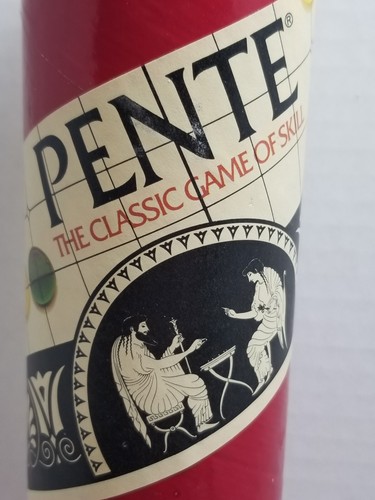 PENTE®
THE CLASSIC GAME OF SKILL